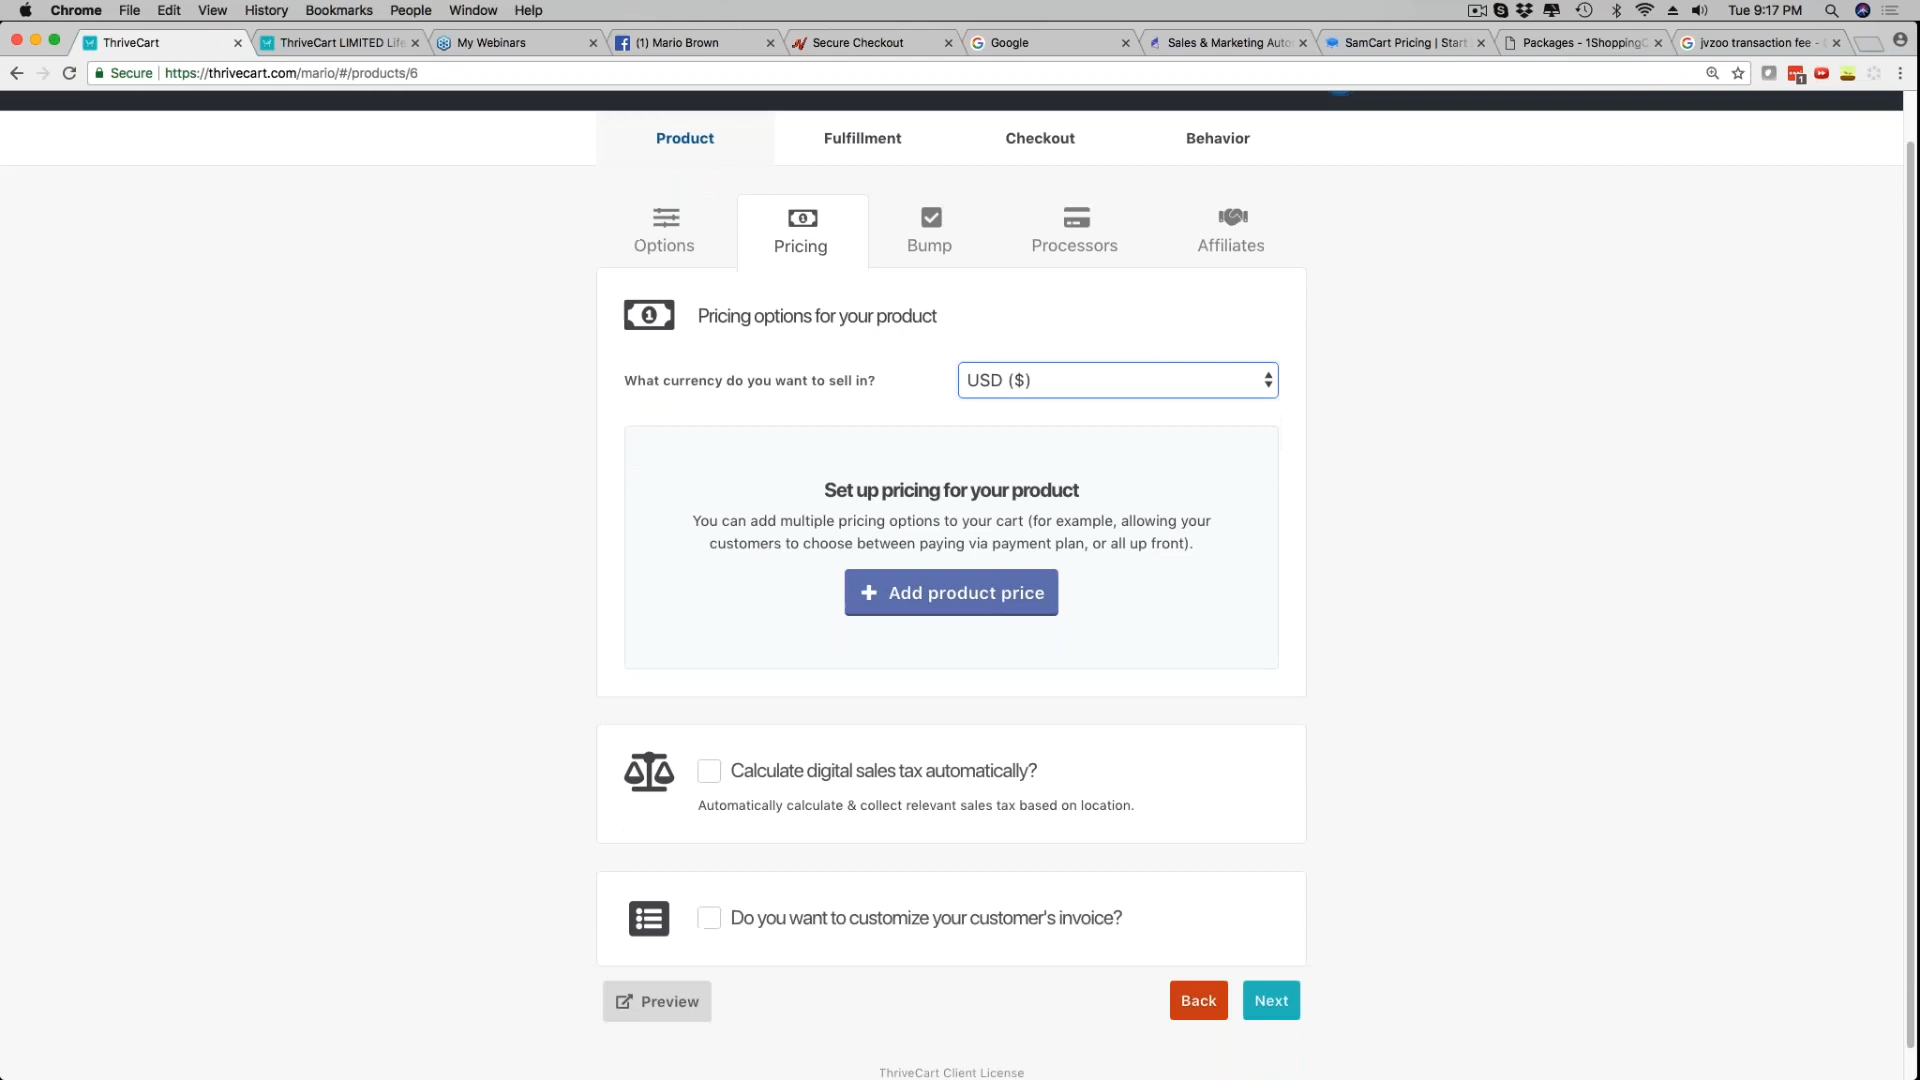 Chrome File Edit View History Bookmarks People Window Help Tue 9:17 PM
ThriveCart ThriveCart LIMITED Life My Webinars (1) Mario Brown Secure Checkout Google Sales & Marketing Auto SamCart Pricing | Start Packages - 1ShoppingC jvzoo transaction fee -
Secure https://thrivecart.com/mario/#/products/6
Product Fulfillment Checkout Behavior
Options Pricing Bump Processors Affiliates
Pricing options for your product
What currency do you want to sell in? USD ($)
Set up pricing for your product
You can add multiple pricing options to your cart (for example, allowing your
customers to choose between paying via payment plan, or all up front).
Add product price
Calculate digital sales tax automatically?
Automatically calculate & collect relevant sales tax based on location.
Do you want to customize your customer's invoice?
Preview Back Next
ThriveCart Client License